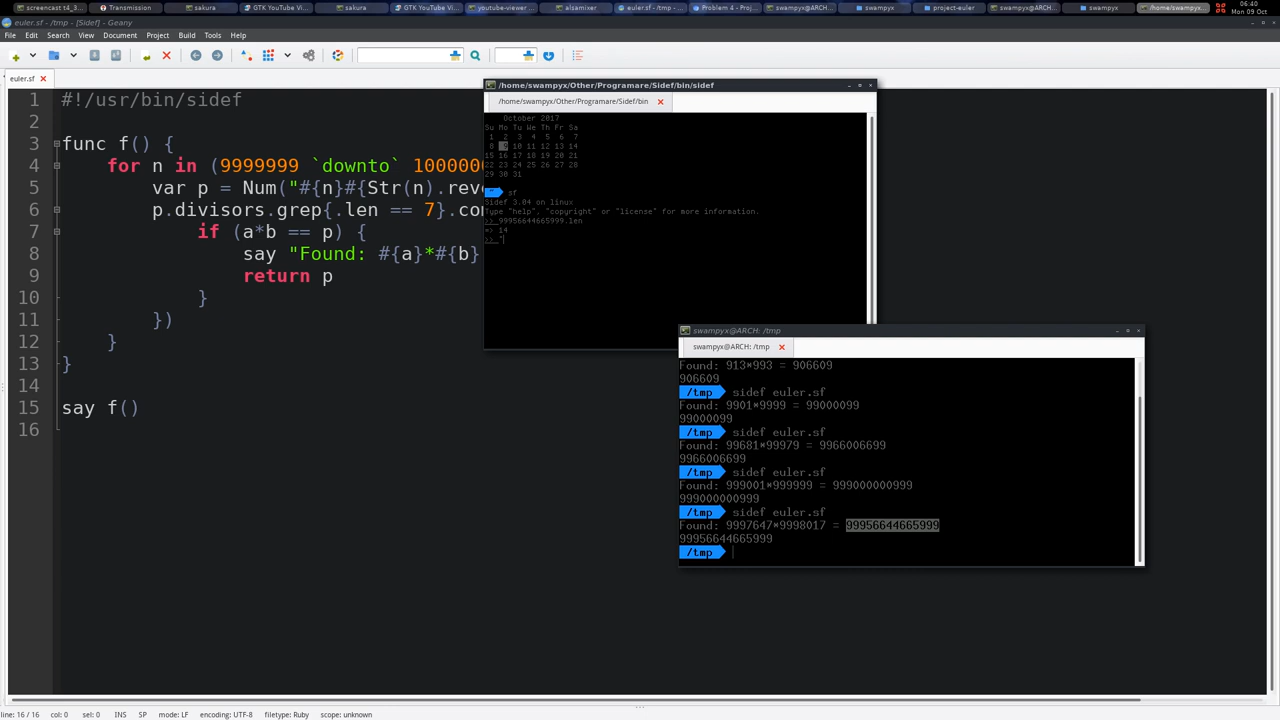 screencast t4_3... Transmission sakura GTK YouTube Vi... sakura GTK YouTube Vi... youtube-viewer ... alsamixer euler.sf - /tmp - ... Problem 4 - Proj... swampyx@ARCH:... swampyx project-euler swampyx@ARCH:... swampyx /home/swampyx... 06:40
Mon 09 Oct
euler.sf - /tmp - [Sidef] - Geany
File Edit Search View Document Project Build Tools Help
euler.sf
1 #!/usr/bin/sidef
2
3 func f() {
4 for n in (9999999 `downto` 1000000
5 var p = Num("#{n}#{Str(n).reve
6 p.divisors.grep{.len == 7}.co
7 if (a*b == p) {
8 say "Found: #{a}*#{b}
9 return p
10 }
11 })
12 }
13 }
14
15 say f()
16
/home/swampyx/Other/Programare/Sidef/bin/sidef
/home/swampyx/Other/Programare/Sidef/bin
October 2017
Su Mo Tu We Th Fr Sa
1 2 3 4 5 6 7
8 9 10 11 12 13 14
15 16 17 18 19 20 21
22 23 24 25 26 27 28
29 30 31
~ sf
Sidef 3.04 on linux
Type "help", "copyright" or "license" for more information.
>> 99956644665999.len
=> 14
>> "
swampyx@ARCH: /tmp
swampyx@ARCH: /tmp
Found: 913*993 = 906609
906609
/tmp sidef euler.sf
Found: 9901*9999 = 99000099
99000099
/tmp sidef euler.sf
Found: 99681*99979 = 9966006699
9966006699
/tmp sidef euler.sf
Found: 999001*999999 = 999000000999
999000000999
/tmp sidef euler.sf
Found: 9997647*9998017 = 99956644665999
99956644665999
/tmp
line: 16 / 16 col: 0 sel: 0 INS SP mode: LF encoding: UTF-8 filetype: Ruby scope: unknown